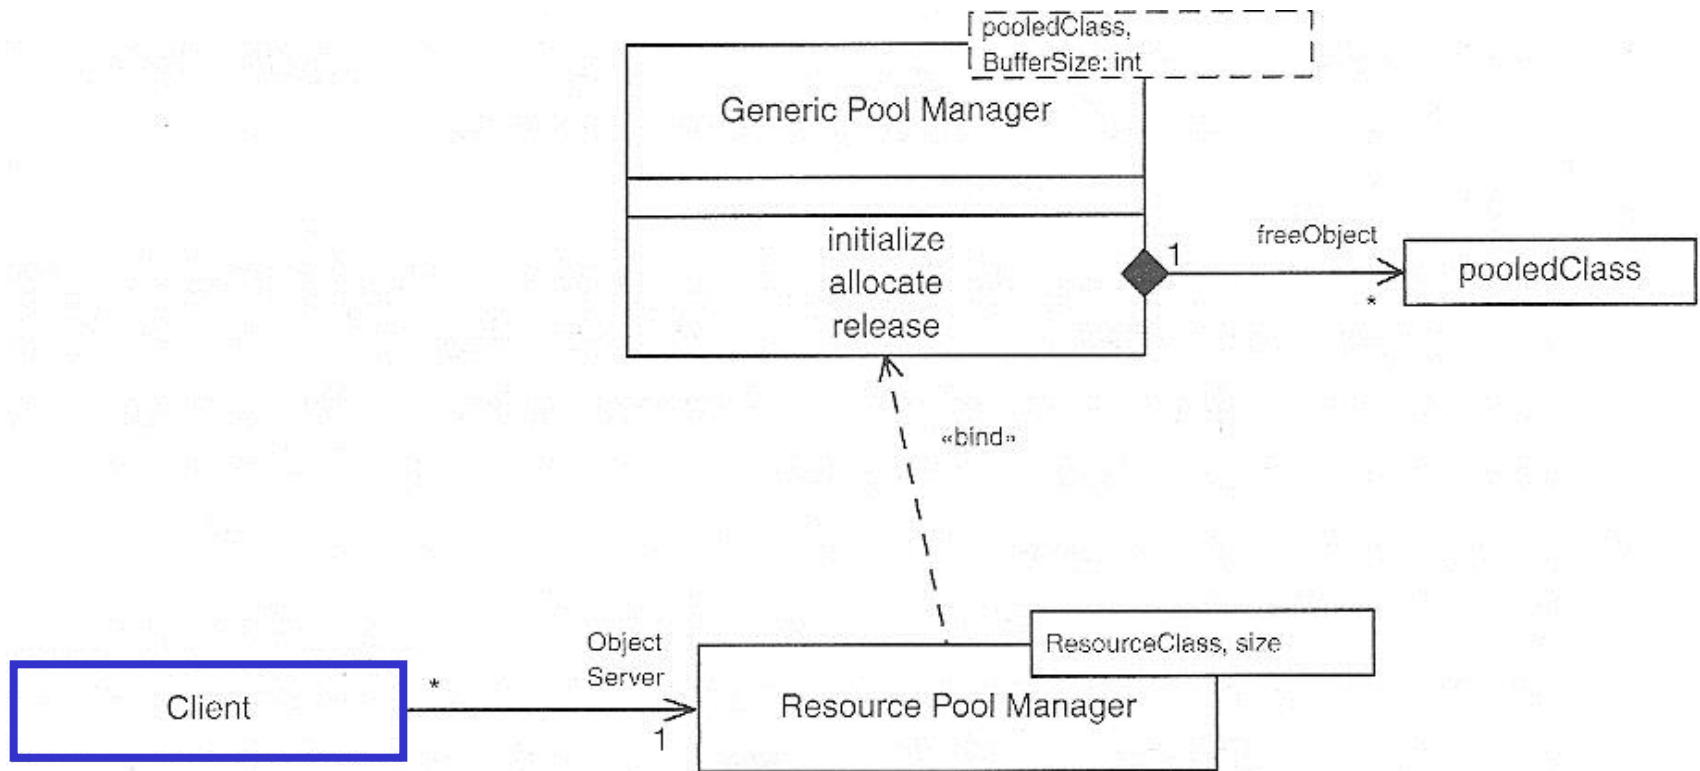 pooledClass,
BufferSize: int
Generic Pool Manager
initialize
allocate
release
1
freeObject
*
pooledClass
«bind»
ResourceClass, size
Object
Server
*
1
Client
Resource Pool Manager